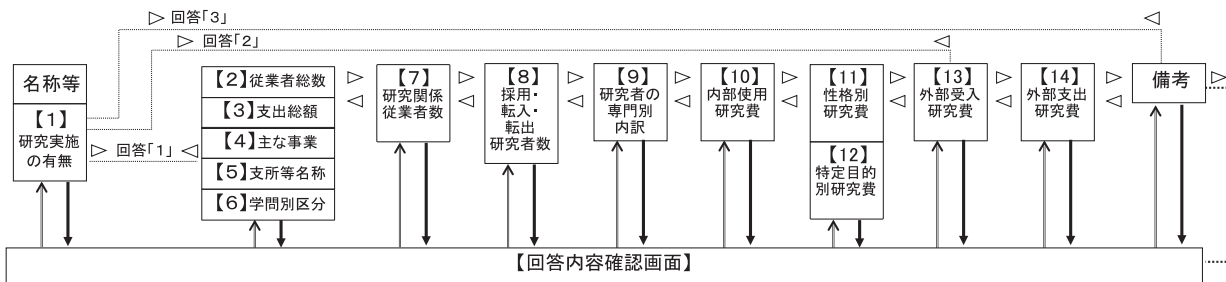 回答「3」
回答「2」
名称等
【1】
研究実施
の有無
回答「1」
【2】従業者総数
【3】支出総額
【4】主な事業
【5】支所等名称
【6】学問別区分
【7】
研究関係
従業者数
【8】
採用・
転入・
転出
研究者数
【9】
研究者の
専門別
内訳
【10】
内部使用
研究費
【11】
性格別
研究費
【12】
特定目的
別研究費
【13】
外部受入
研究費
【14】
外部支出
研究費
備考
【回答内容確認画面】